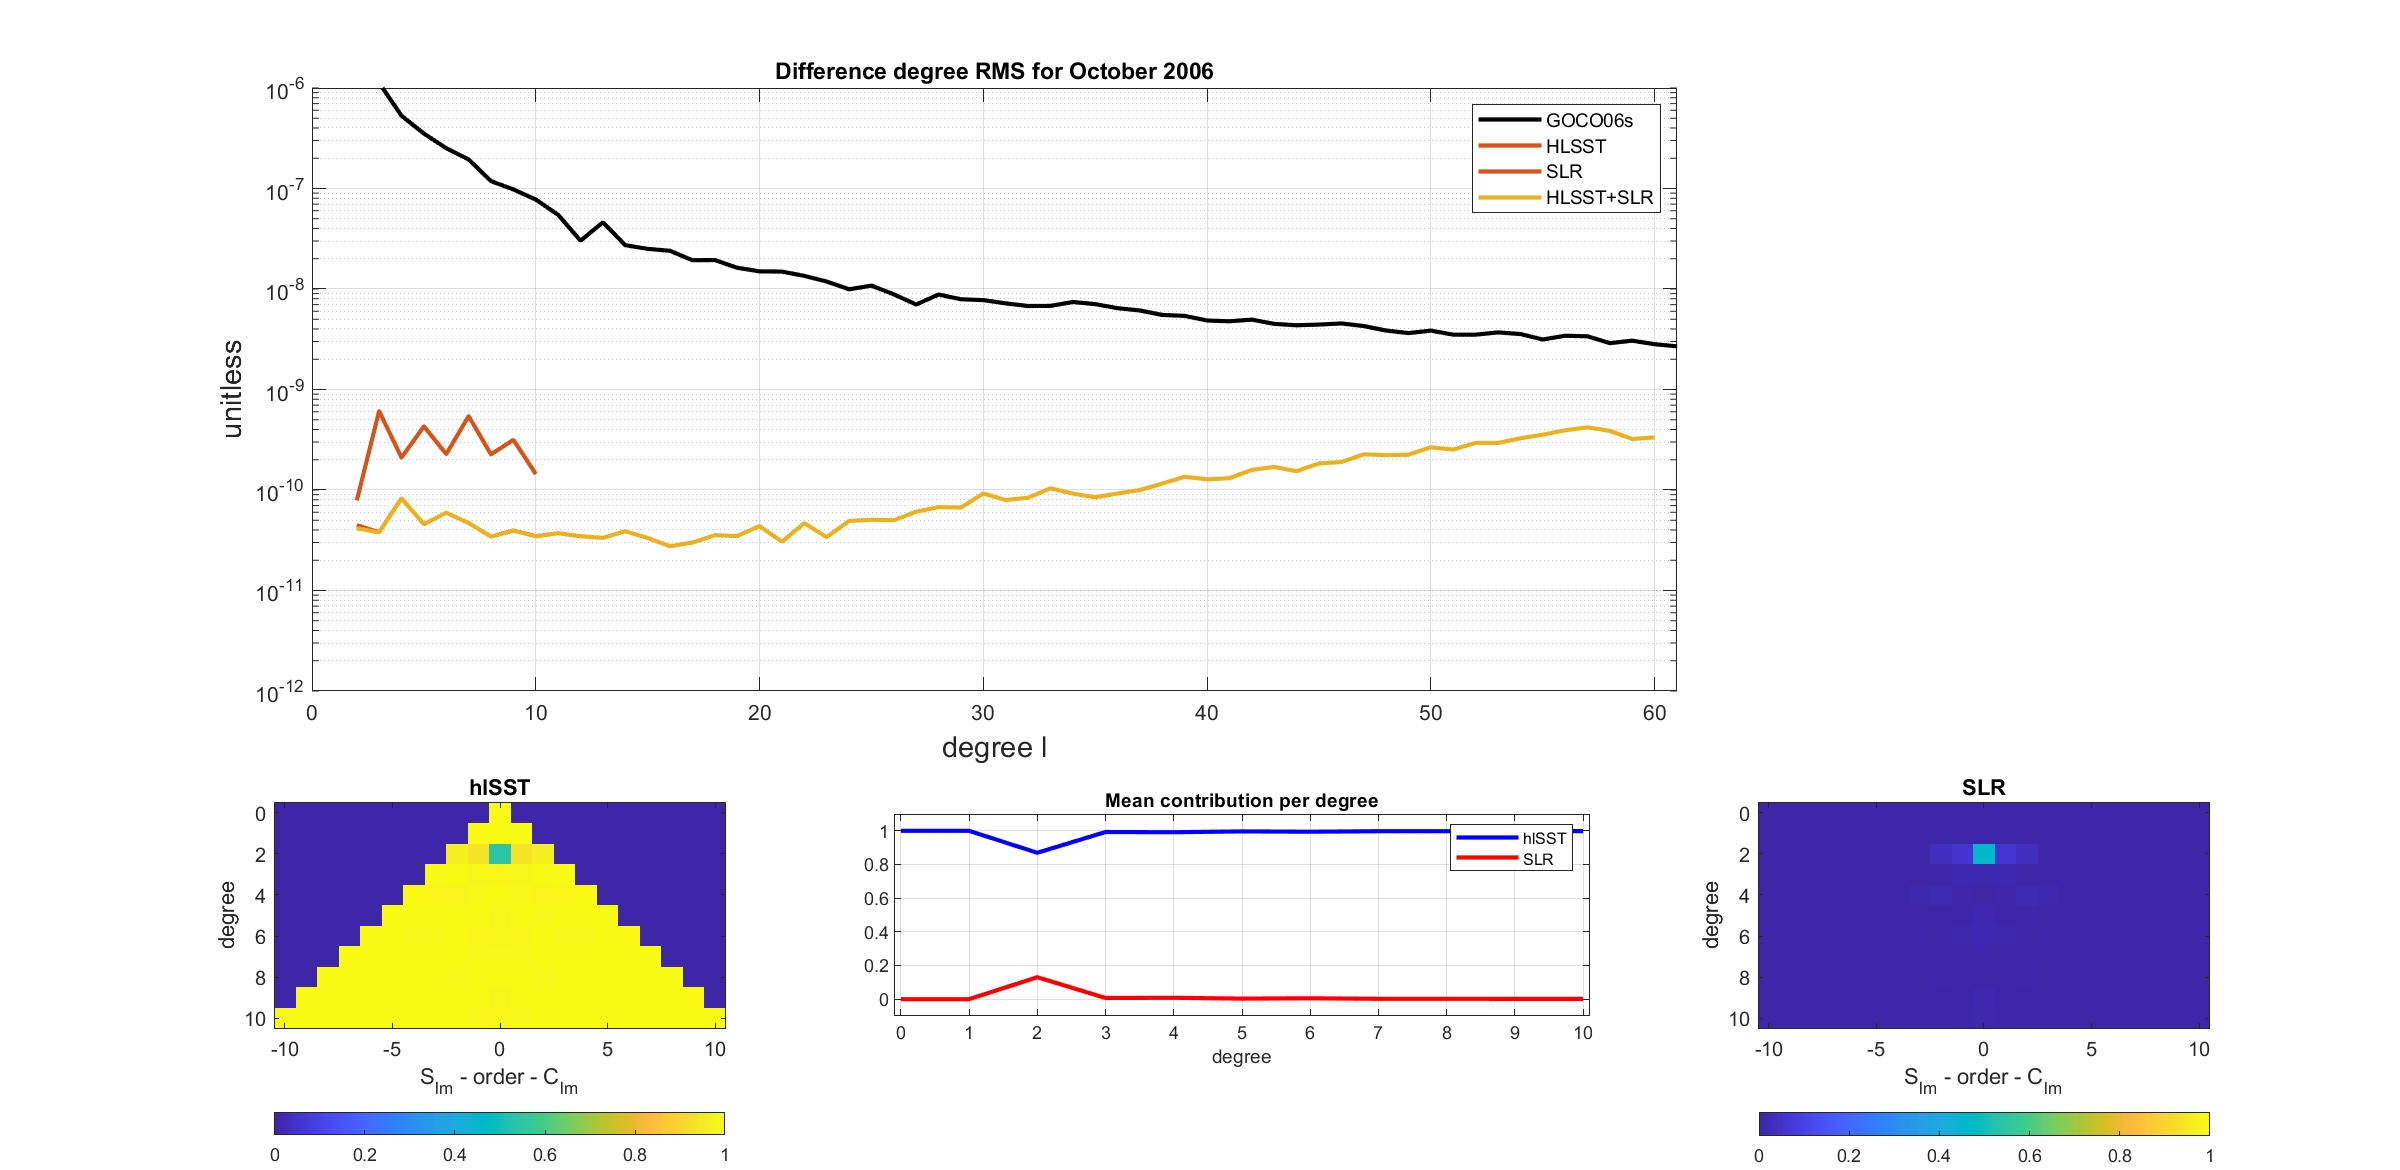 Difference degree RMS for October 2006
10-6
10-7
10-8
10-9
10-10
10-11
10-12
unitless
GOCO06s
HLSST
SLR
HLSST+SLR
0 10 20 30 40 50 60
degree l
hlSST
0
2
4
6
8
10
degree
-10 -5 0 5 10
Slm - order - Clm
0 0.2 0.4 0.6 0.8 1
Mean contribution per degree
1
0.8
0.6
0.4
0.2
0
hlSST
SLR
0 1 2 3 4 5 6 7 8 9 10
degree
SLR
0
2
4
6
8
10
degree
-10 -5 0 5 10
Slm - order - Clm
0 0.2 0.4 0.6 0.8 1